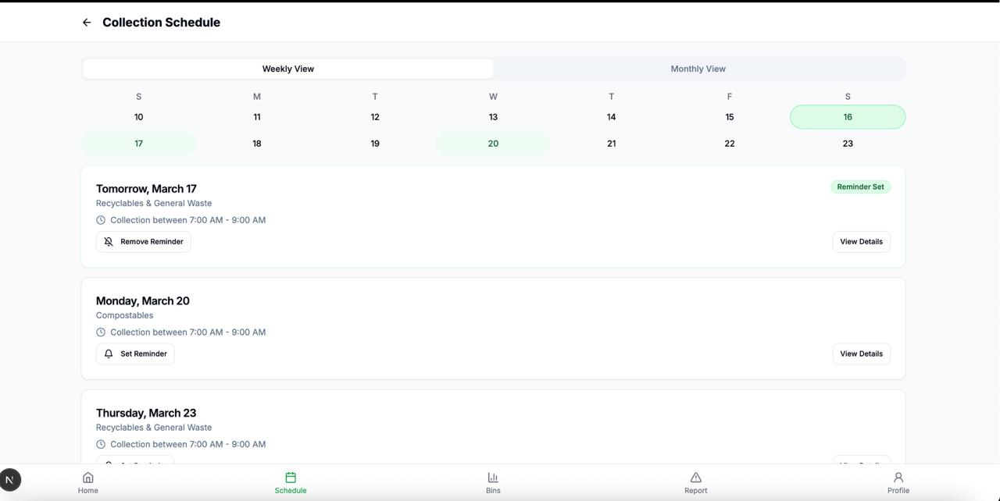 Collection Schedule
Weekly View Monthly View
S M T W T F S
10 11 12 13 14 15 16
17 18 19 20 21 22 23
Tomorrow, March 17 Reminder Set
Recyclables & General Waste
Collection between 7:00 AM - 9:00 AM
Remove Reminder View Details
Monday, March 20
Compostables
Collection between 7:00 AM - 9:00 AM
Set Reminder View Details
Thursday, March 23
Recyclables & General Waste
Collection between 7:00 AM - 9:00 AM
N
Home Schedule Bins Report Profile